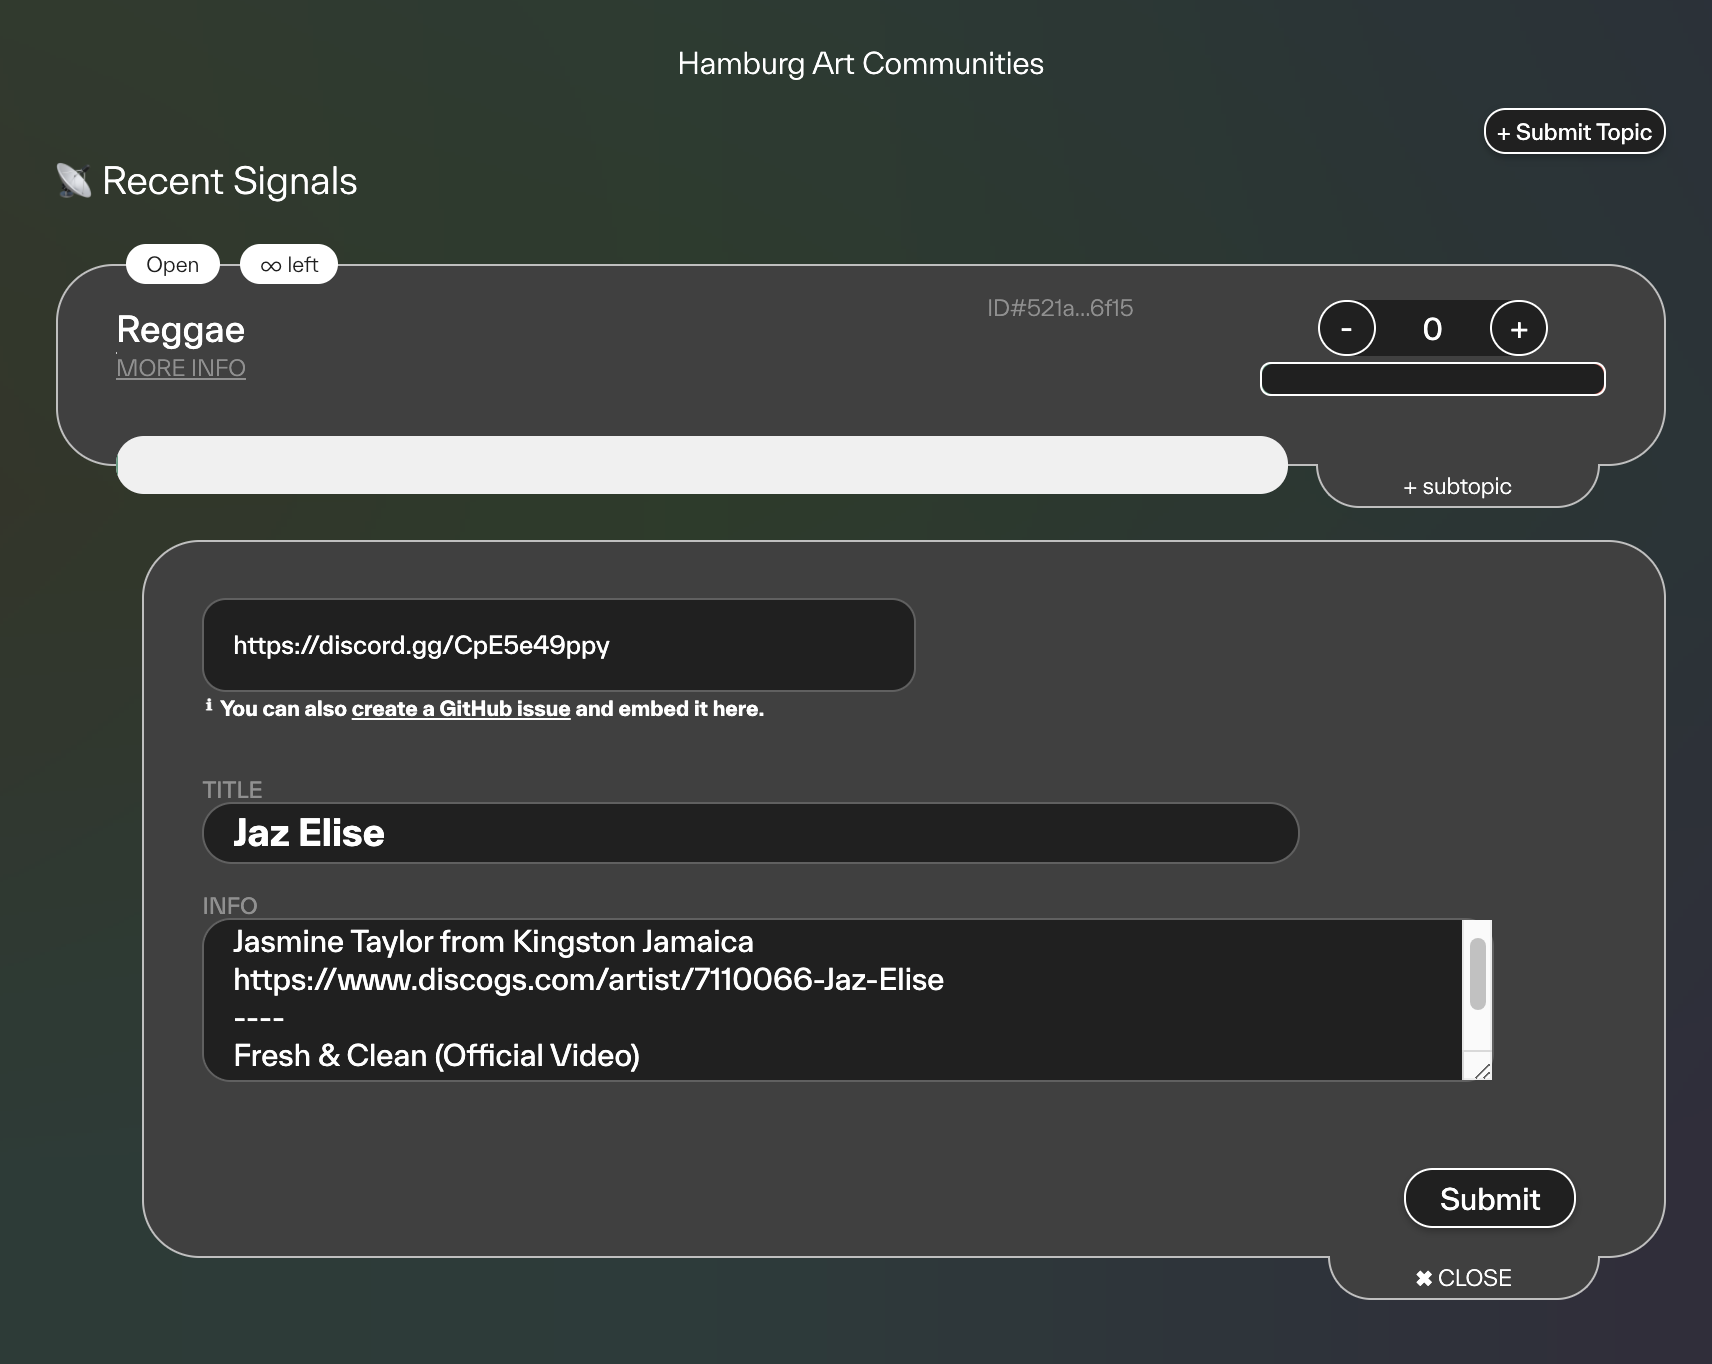 Hamburg Art Communities
+ Submit Topic
Recent Signals
Open
∞ left
Reggae
ID#521a...6f15
- 0 +
MORE INFO
+ subtopic
https://discord.gg/CpE5e49ppy
ℹ You can also create a GitHub issue and embed it here.
TITLE
Jaz Elise
INFO
Jasmine Taylor from Kingston Jamaica
https://www.discogs.com/artist/7110066-Jaz-Elise
----
Fresh & Clean (Official Video)
Submit
✖ CLOSE